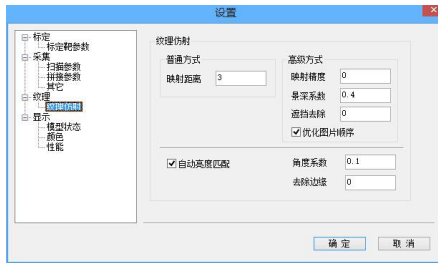 设置
标定
标定靶参数
采集
扫描参数
拼接参数
其它
纹理
纹理仿射
显示
模型状态
颜色
性能
纹理仿射
普通方式
映射距离 3
高级方式
映射精度 0
景深系数 0.4
遮挡去除 0
优化图片顺序
自动亮度匹配
角度系数 0.1
去除边缘 0
确定 取消